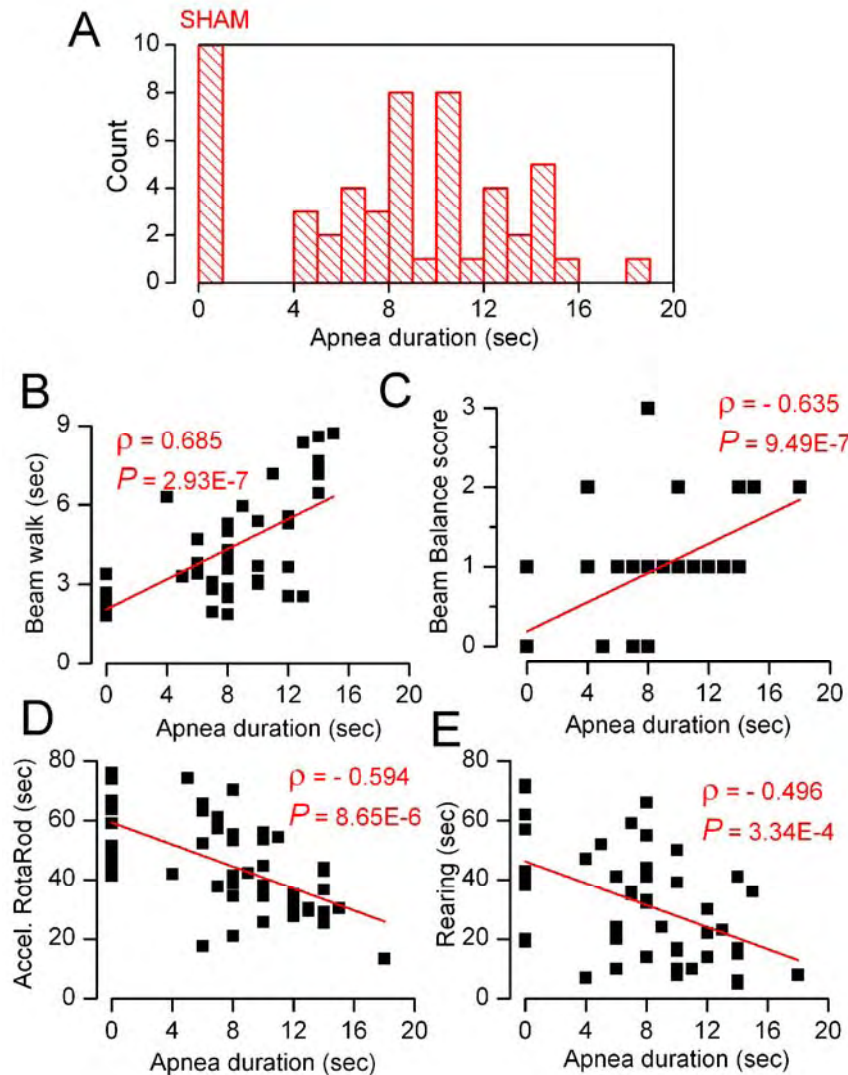 A
SHAM
10
8
6
4
2
0
Count
0 4 8 12 16 20
Apnea duration (sec)
B
9
6
3
0
Beam walk (sec)
ρ = 0.685
P = 2.93E-7
0 4 8 12 16 20
Apnea duration (sec)
C
3
2
1
0
Beam Balance score
ρ = - 0.635
P = 9.49E-7
0 4 8 12 16 20
Apnea duration (sec)
D
80
60
40
20
0
Accel. RotaRod (sec)
ρ = - 0.594
P = 8.65E-6
0 4 8 12 16 20
Apnea duration (sec)
E
80
60
40
20
0
Rearing (sec)
ρ = - 0.496
P = 3.34E-4
0 4 8 12 16 20
Apnea duration (sec)